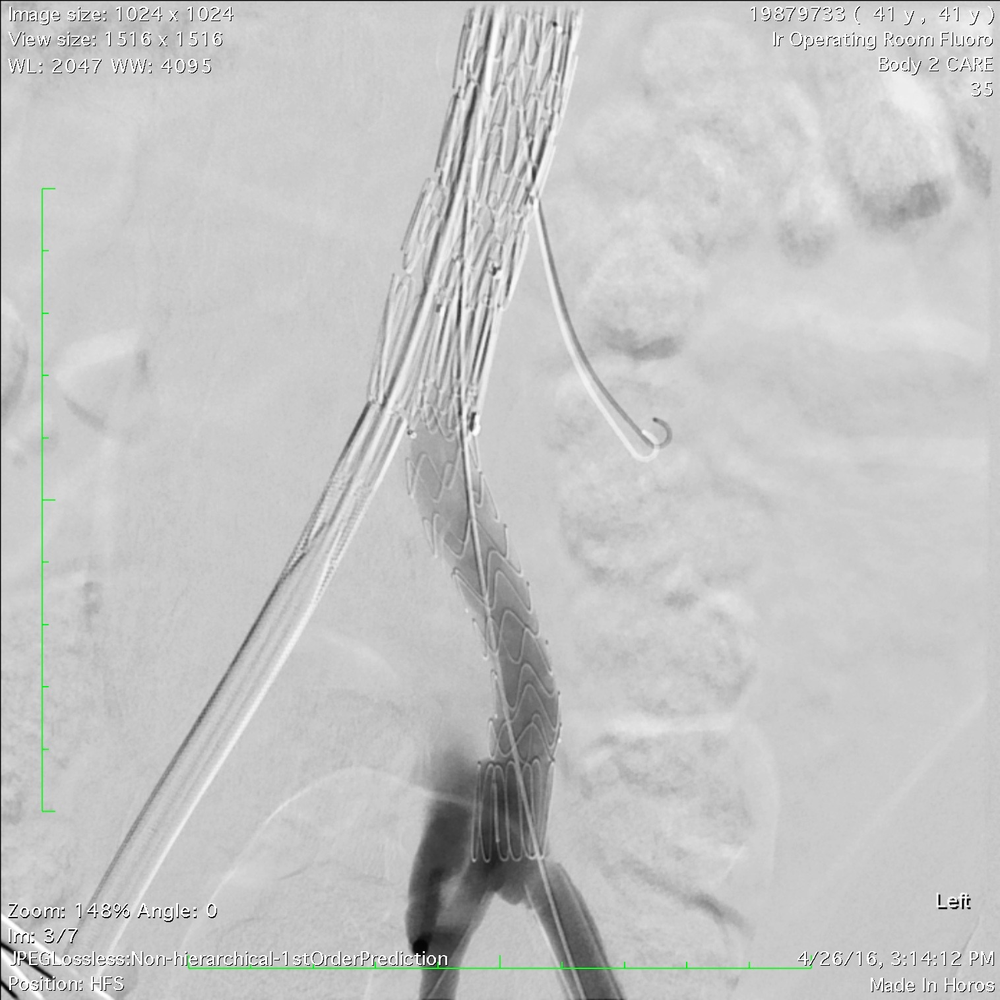 Image size: 1024 x 1024
View size: 1516 x 1516
WL: 2047 WW: 4095
19879733 ( 41 y , 41 y )
Ir Operating Room Fluoro
Body 2 CARE
35
Left
Zoom: 148% Angle: 0
Im: 3/7
JPEGLossless:Non-hierarchical-1stOrderPrediction
Position: HFS
4/26/16, 3:14:12 PM
Made In Horos